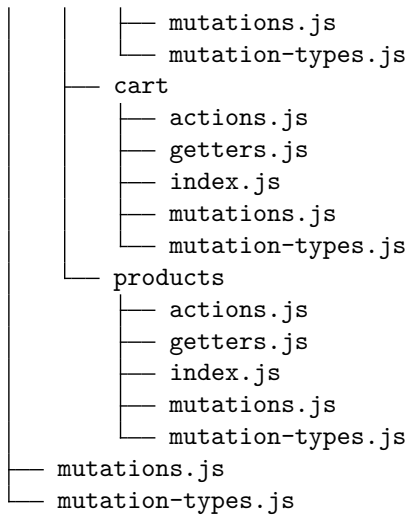 mutations.js
mutation-types.js
cart
actions.js
getters.js
index.js
mutations.js
mutation-types.js
products
actions.js
getters.js
index.js
mutations.js
mutation-types.js
mutations.js
mutation-types.js